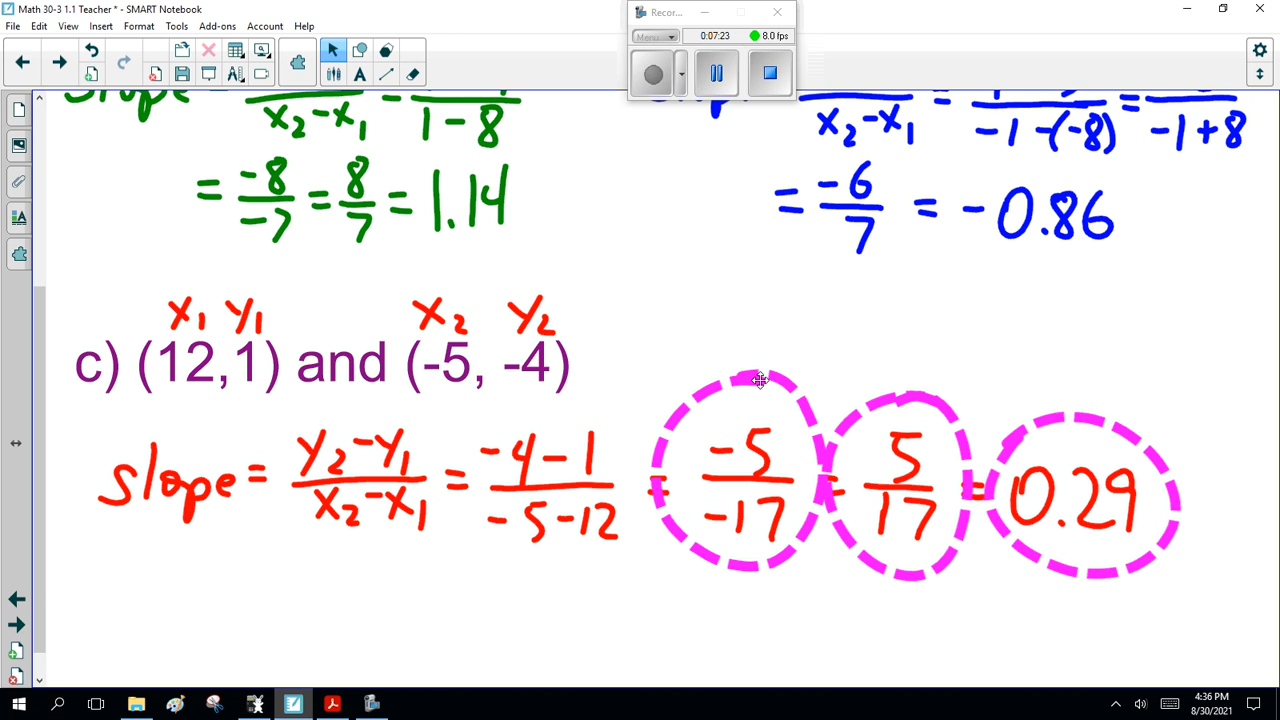 Math 30-3 1.1 Teacher * - SMART Notebook
File Edit View Insert Format Tools Add-ons Account Help
Recor...
Menu 0:07:23 8.0 fps
slope = x₂-x₁ = 1-8
= -8/-7 = 8/7 = 1.14
x₂-x₁ = -1-(-8) = -1+8
= -6/7 = -0.86
x₁ y₁ x₂ y₂
c) (12,1) and (-5, -4)
slope = y₂-y₁/x₂-x₁ = -4-1/-5-12 = -5/-17 = 5/17 = 0.29
4:36 PM
8/30/2021